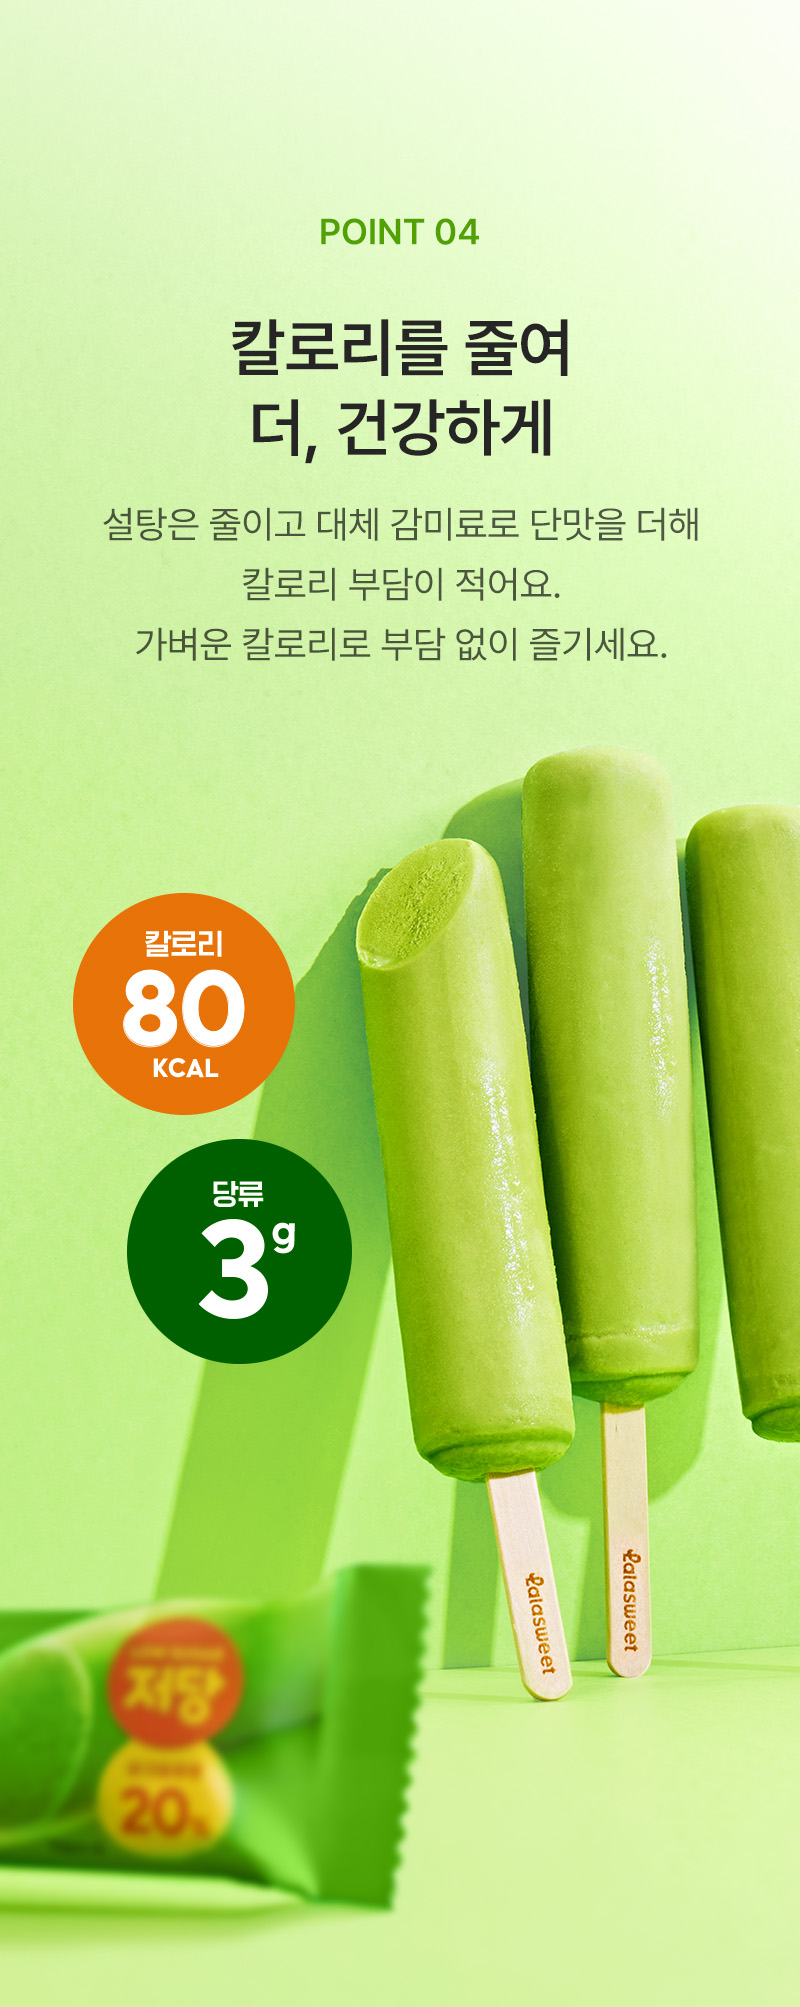 POINT 04
칼로리를 줄여
더, 건강하게
설탕은 줄이고 대체 감미료로 단맛을 더해
칼로리 부담이 적어요.
가벼운 칼로리로 부담 없이 즐기세요.
칼로리
80
KCAL
당류
3g
lalasweet
lalasweet
저당
20%